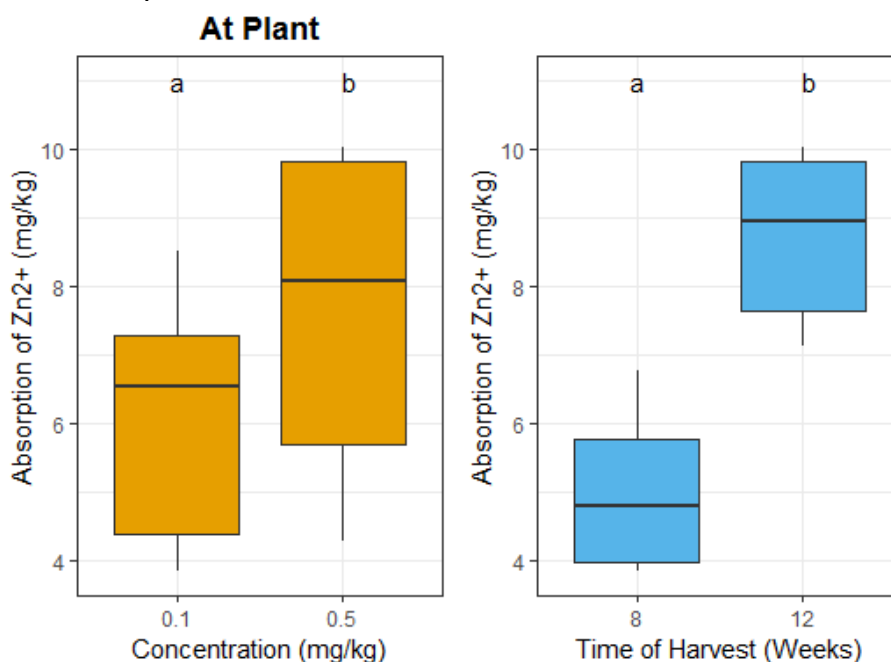 At Plant
a b
Absorption of Zn2+ (mg/kg)
10
8
6
4
0.1 0.5
Concentration (mg/kg)
a b
Absorption of Zn2+ (mg/kg)
10
8
6
4
8 12
Time of Harvest (Weeks)